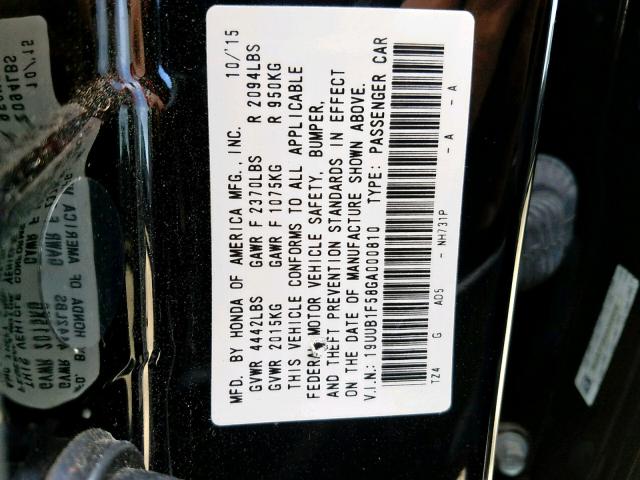 MFD. BY HONDA OF AMERICA MFG., INC. 10/'15
GVWR 4442LBS GAWR F 2370LBS R 2094LBS
GVWR 2015KG GAWR F 1075KG R 950KG
THIS VEHICLE CONFORMS TO ALL APPLICABLE
FEDERAL MOTOR VEHICLE SAFETY, BUMPER,
AND THEFT PREVENTION STANDARDS IN EFFECT
ON THE DATE OF MANUFACTURE SHOWN ABOVE.
V.I.N.: 19UUB1F58GA000810 TYPE: PASSENGER CAR
TZ4 G AD5 - NH731P - A - A